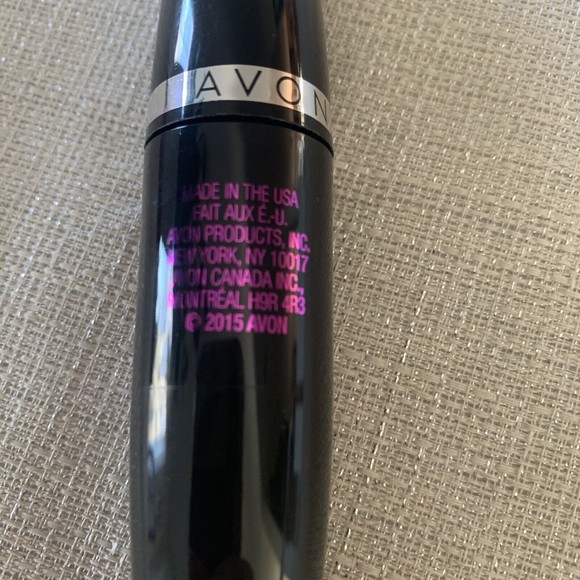 AVON
MADE IN THE USA
FAIT AUX É.-U.
AVON PRODUCTS, INC.
NEW YORK, NY 10017
AVON CANADA INC.,
MONTRÉAL H9R 4R3
© 2015 AVON